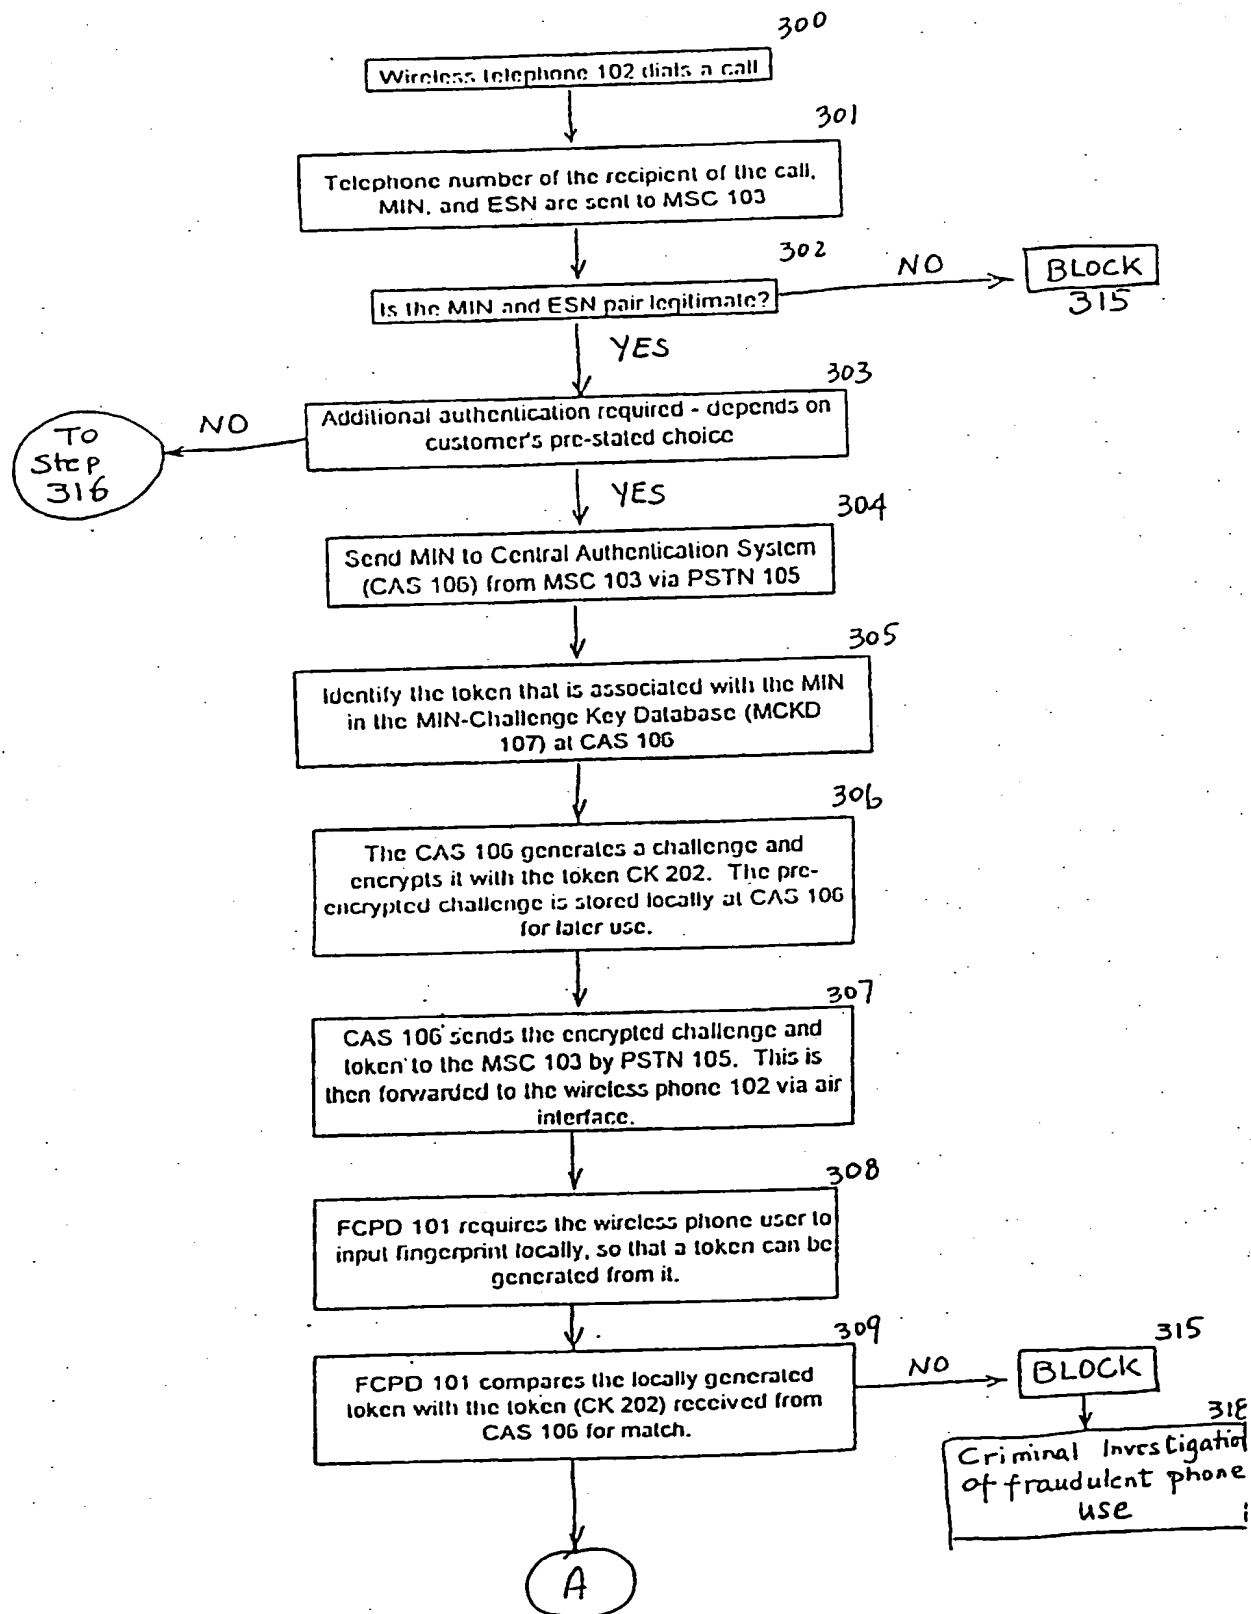 300
Wireless telephone 102 dials a call
301
Telephone number of the recipient of the call,
MIN, and ESN are sent to MSC 103
302
Is the MIN and ESN pair legitimate?
NO
BLOCK
315
YES
303
Additional authentication required - depends on
customer's pre-stated choice
NO
TO
Step
316
YES
304
Send MIN to Central Authentication System
(CAS 106) from MSC 103 via PSTN 105
305
Identify the token that is associated with the MIN
in the MIN-Challenge Key Database (MCKD
107) at CAS 106
306
The CAS 106 generates a challenge and
encrypts it with the token CK 202. The pre-
encrypted challenge is stored locally at CAS 106
for later use.
307
CAS 106 sends the encrypted challenge and
token to the MSC 103 by PSTN 105. This is
then forwarded to the wireless phone 102 via air
interface.
308
FCPD 101 requires the wireless phone user to
input fingerprint locally, so that a token can be
generated from it.
309
FCPD 101 compares the locally generated
token with the token (CK 202) received from
CAS 106 for match.
NO
315
BLOCK
318
Criminal Investigatio
of fraudulent phone
use
A